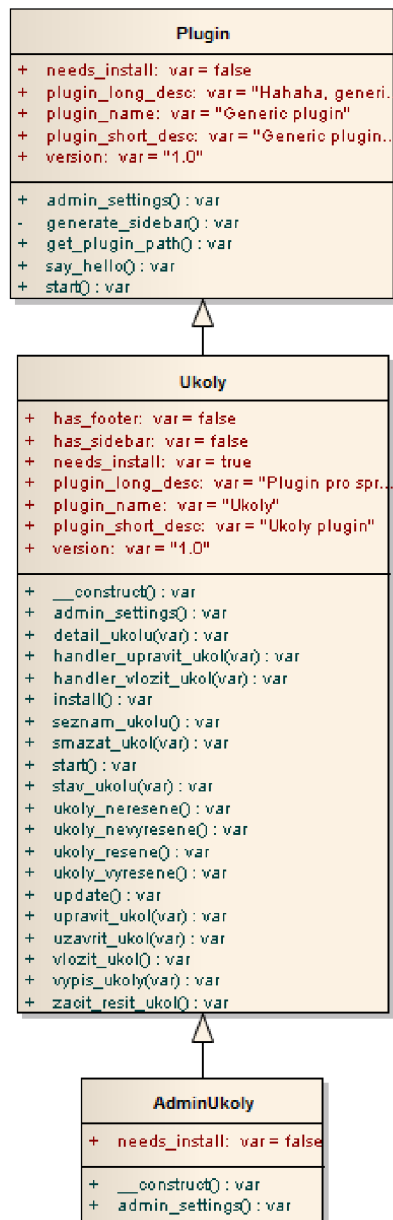 Plugin
+ needs_install: var = false
+ plugin_long_desc: var = "Hahaha, generi...
+ plugin_name: var = "Generic plugin"
+ plugin_short_desc: var = "Generic plugin...
+ version: var = "1.0"
+ admin_settings() : var
- generate_sidebar() : var
+ get_plugin_path() : var
+ say_hello() : var
+ start() : var
Ukoly
+ has_footer: var = false
+ has_sidebar: var = false
+ needs_install: var = true
+ plugin_long_desc: var = "Plugin pro spr...
+ plugin_name: var = "Ukoly"
+ plugin_short_desc: var = "Ukoly plugin"
+ version: var = "1.0"
+ __construct() : var
+ admin_settings() : var
+ detail_ukolu(var) : var
+ handler_upravit_ukol(var) : var
+ handler_vlozit_ukol(var) : var
+ install() : var
+ seznam_ukolu() : var
+ smazat_ukol(var) : var
+ start() : var
+ stav_ukolu(var) : var
+ ukoly_neresene() : var
+ ukoly_nevyresene() : var
+ ukoly_resene() : var
+ ukoly_vyresene() : var
+ update() : var
+ upravit_ukol(var) : var
+ uzavrit_ukol(var) : var
+ vlozit_ukol() : var
+ vypis_ukoly(var) : var
+ zacit_resit_ukol() : var
AdminUkoly
+ needs_install: var = false
+ __construct() : var
+ admin_settings() : var